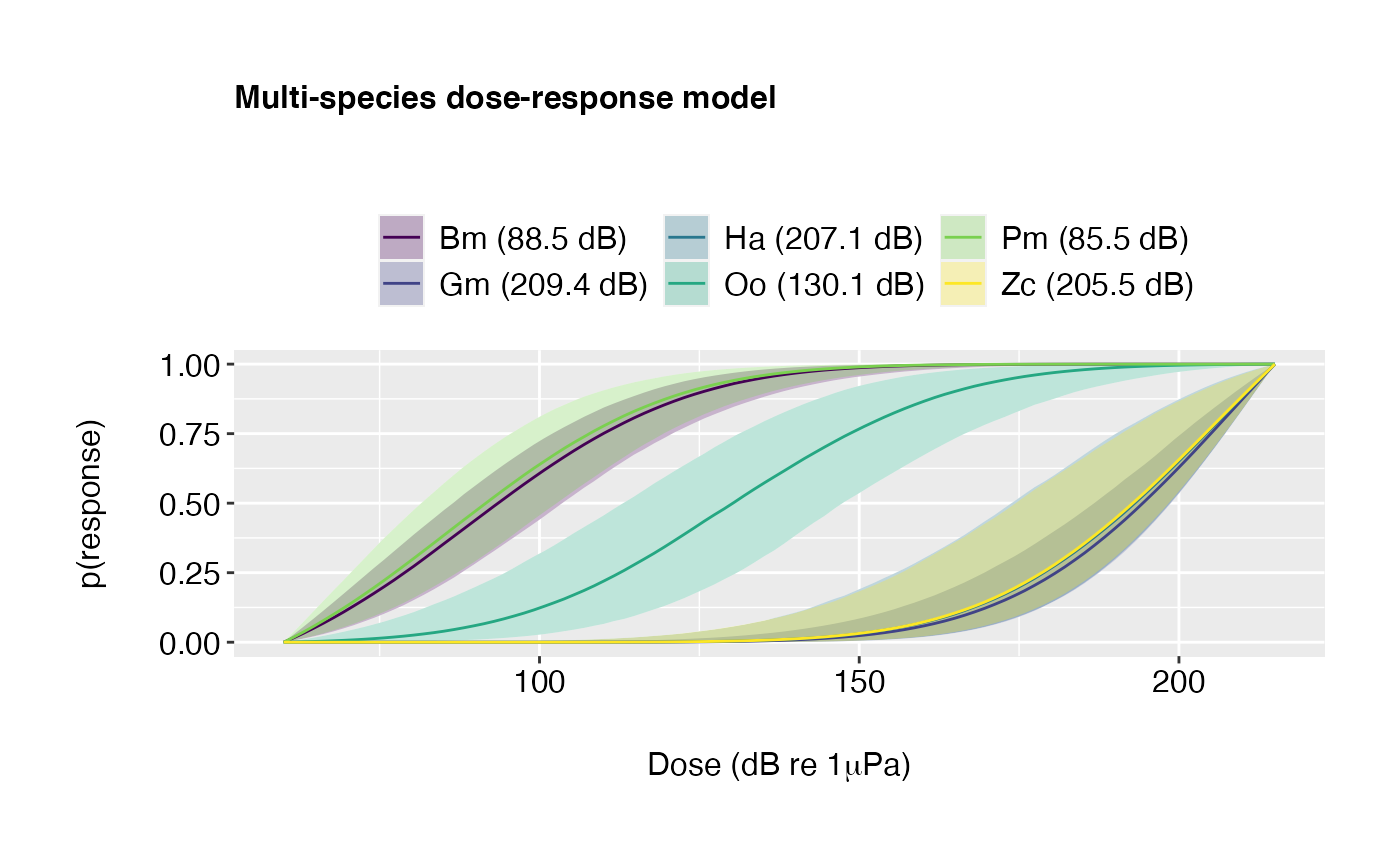 Multi-species dose-response model
Bm (88.5 dB) Ha (207.1 dB) Pm (85.5 dB)
Gm (209.4 dB) Oo (130.1 dB) Zc (205.5 dB)
p(response)
1.00
0.75
0.50
0.25
0.00
100 150 200
Dose (dB re 1μPa)